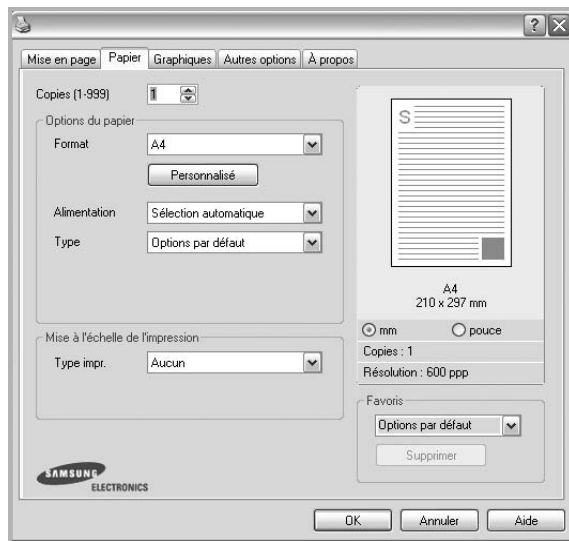 Mise en page Papier Graphiques Autres options À propos
Copies (1-999) 1
Options du papier
Format A4
Personnalisé
Alimentation Sélection automatique
Type Options par défaut
Mise à l'échelle de l'impression
Type impr. Aucun
SAMSUNG
ELECTRONICS
S
A4
210 x 297 mm
mm pouce
Copies : 1
Résolution : 600 ppp
Favoris
Options par défaut
Supprimer
OK Annuler Aide